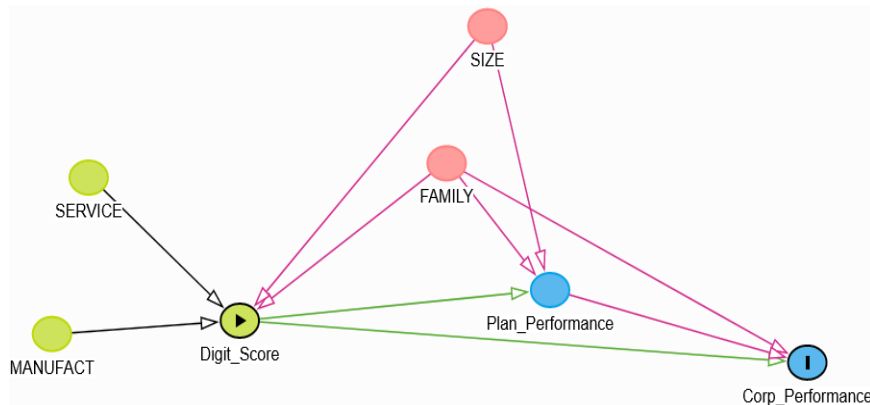 SIZE
FAMILY
SERVICE
Plan_Performance
Digit_Score
MANUFACT
Corp_Performance